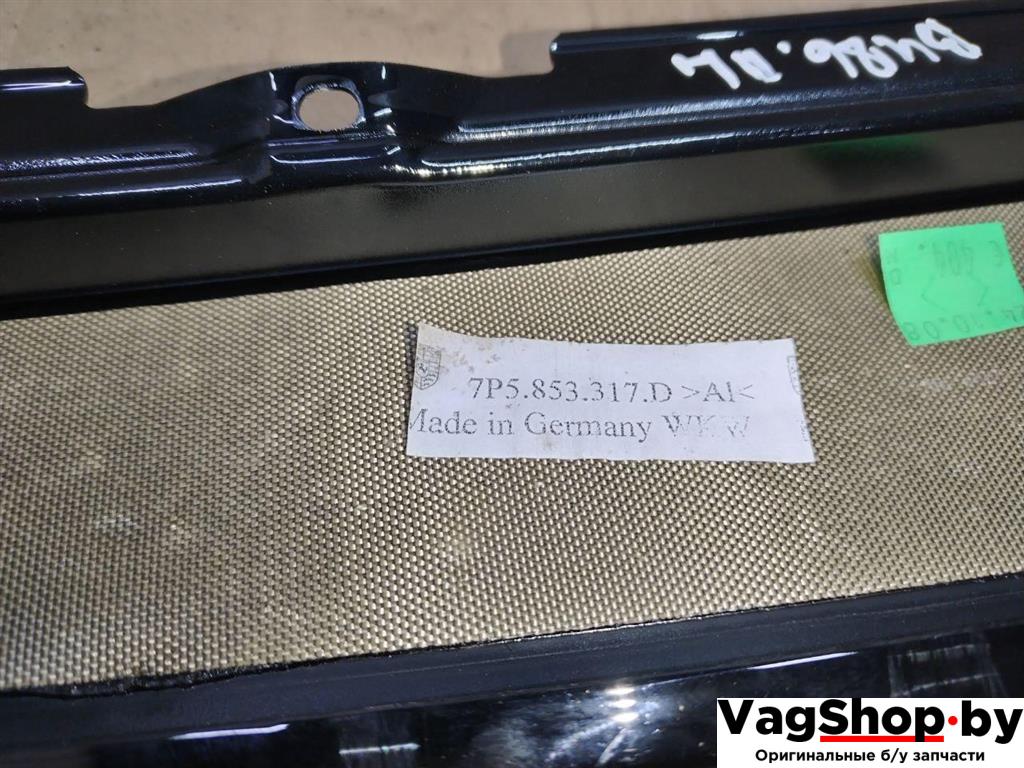 7P5.853.317.D >Al<
Made in Germany WKW
VagShop.by
Оригинальные б/у запчасти